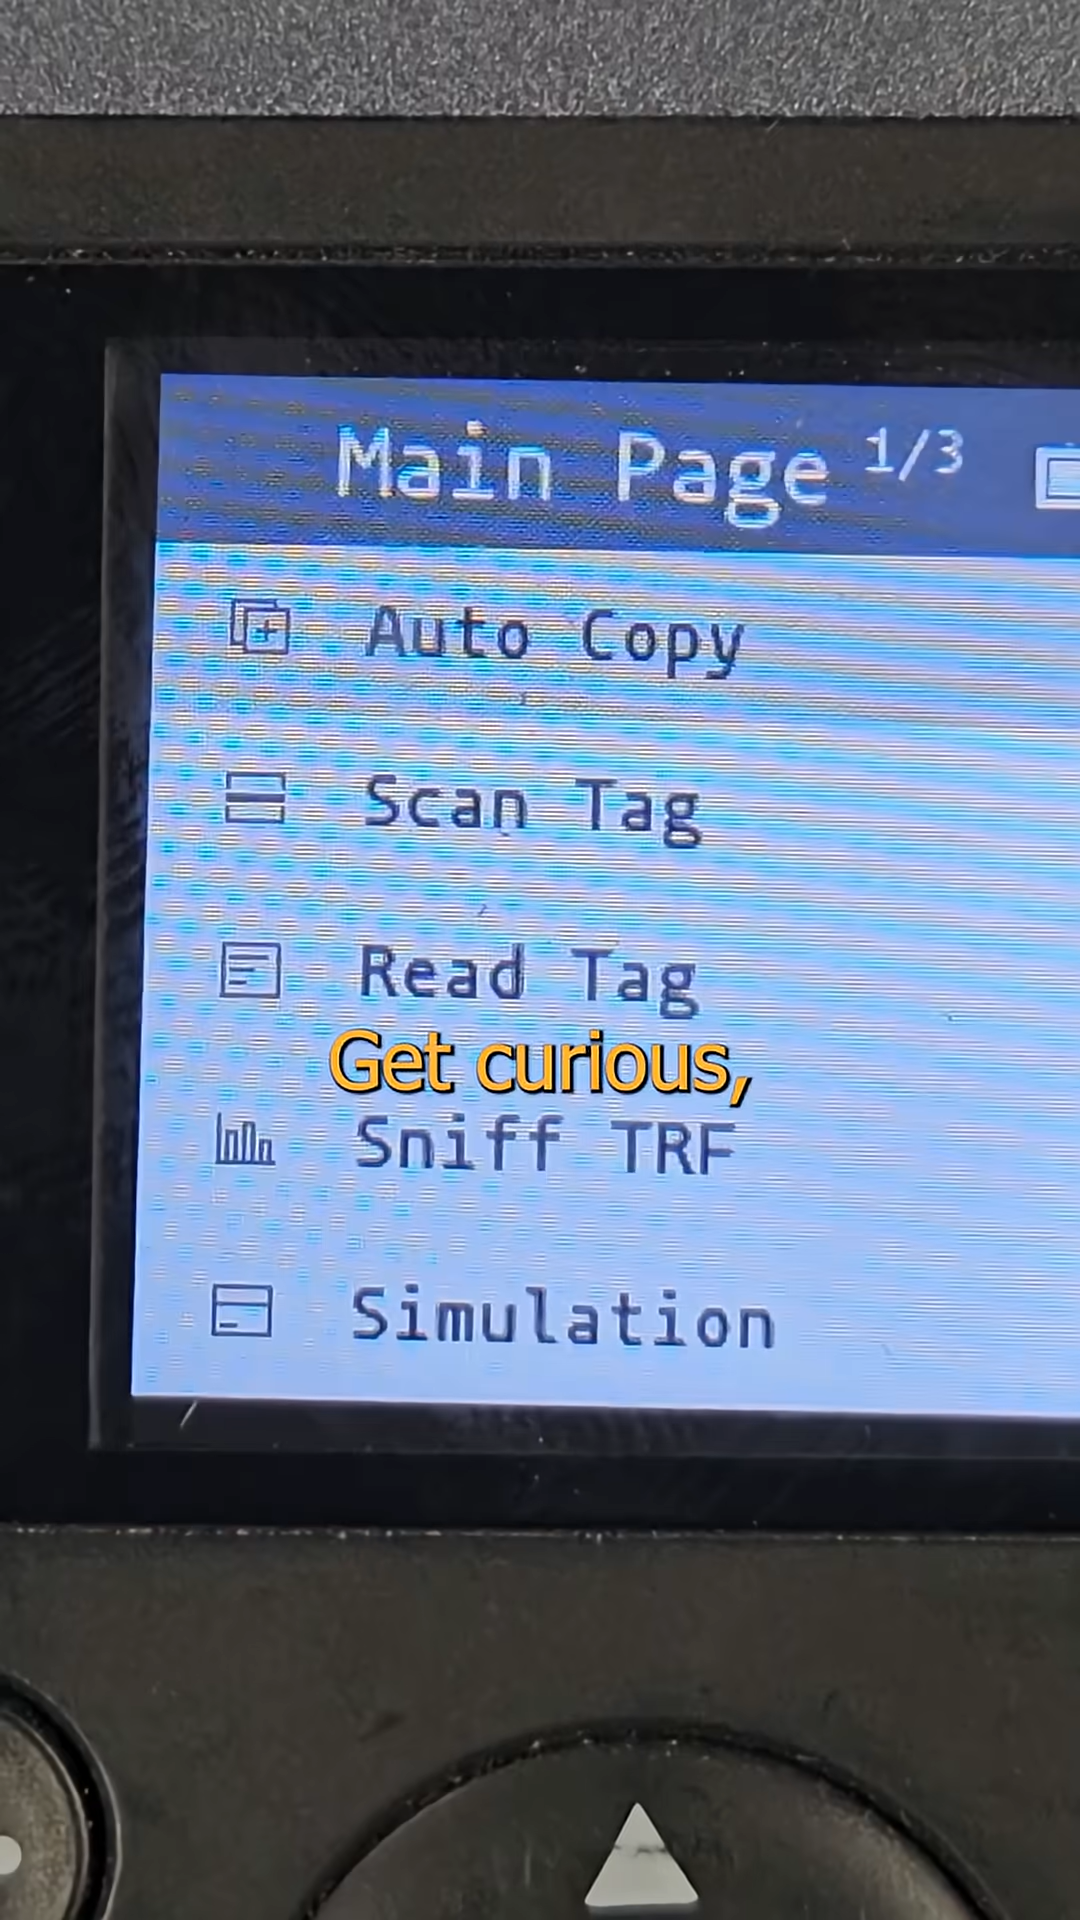 Main Page 1/3
Auto Copy
Scan Tag
Read Tag
Get curious,
Sniff TRF
Simulation